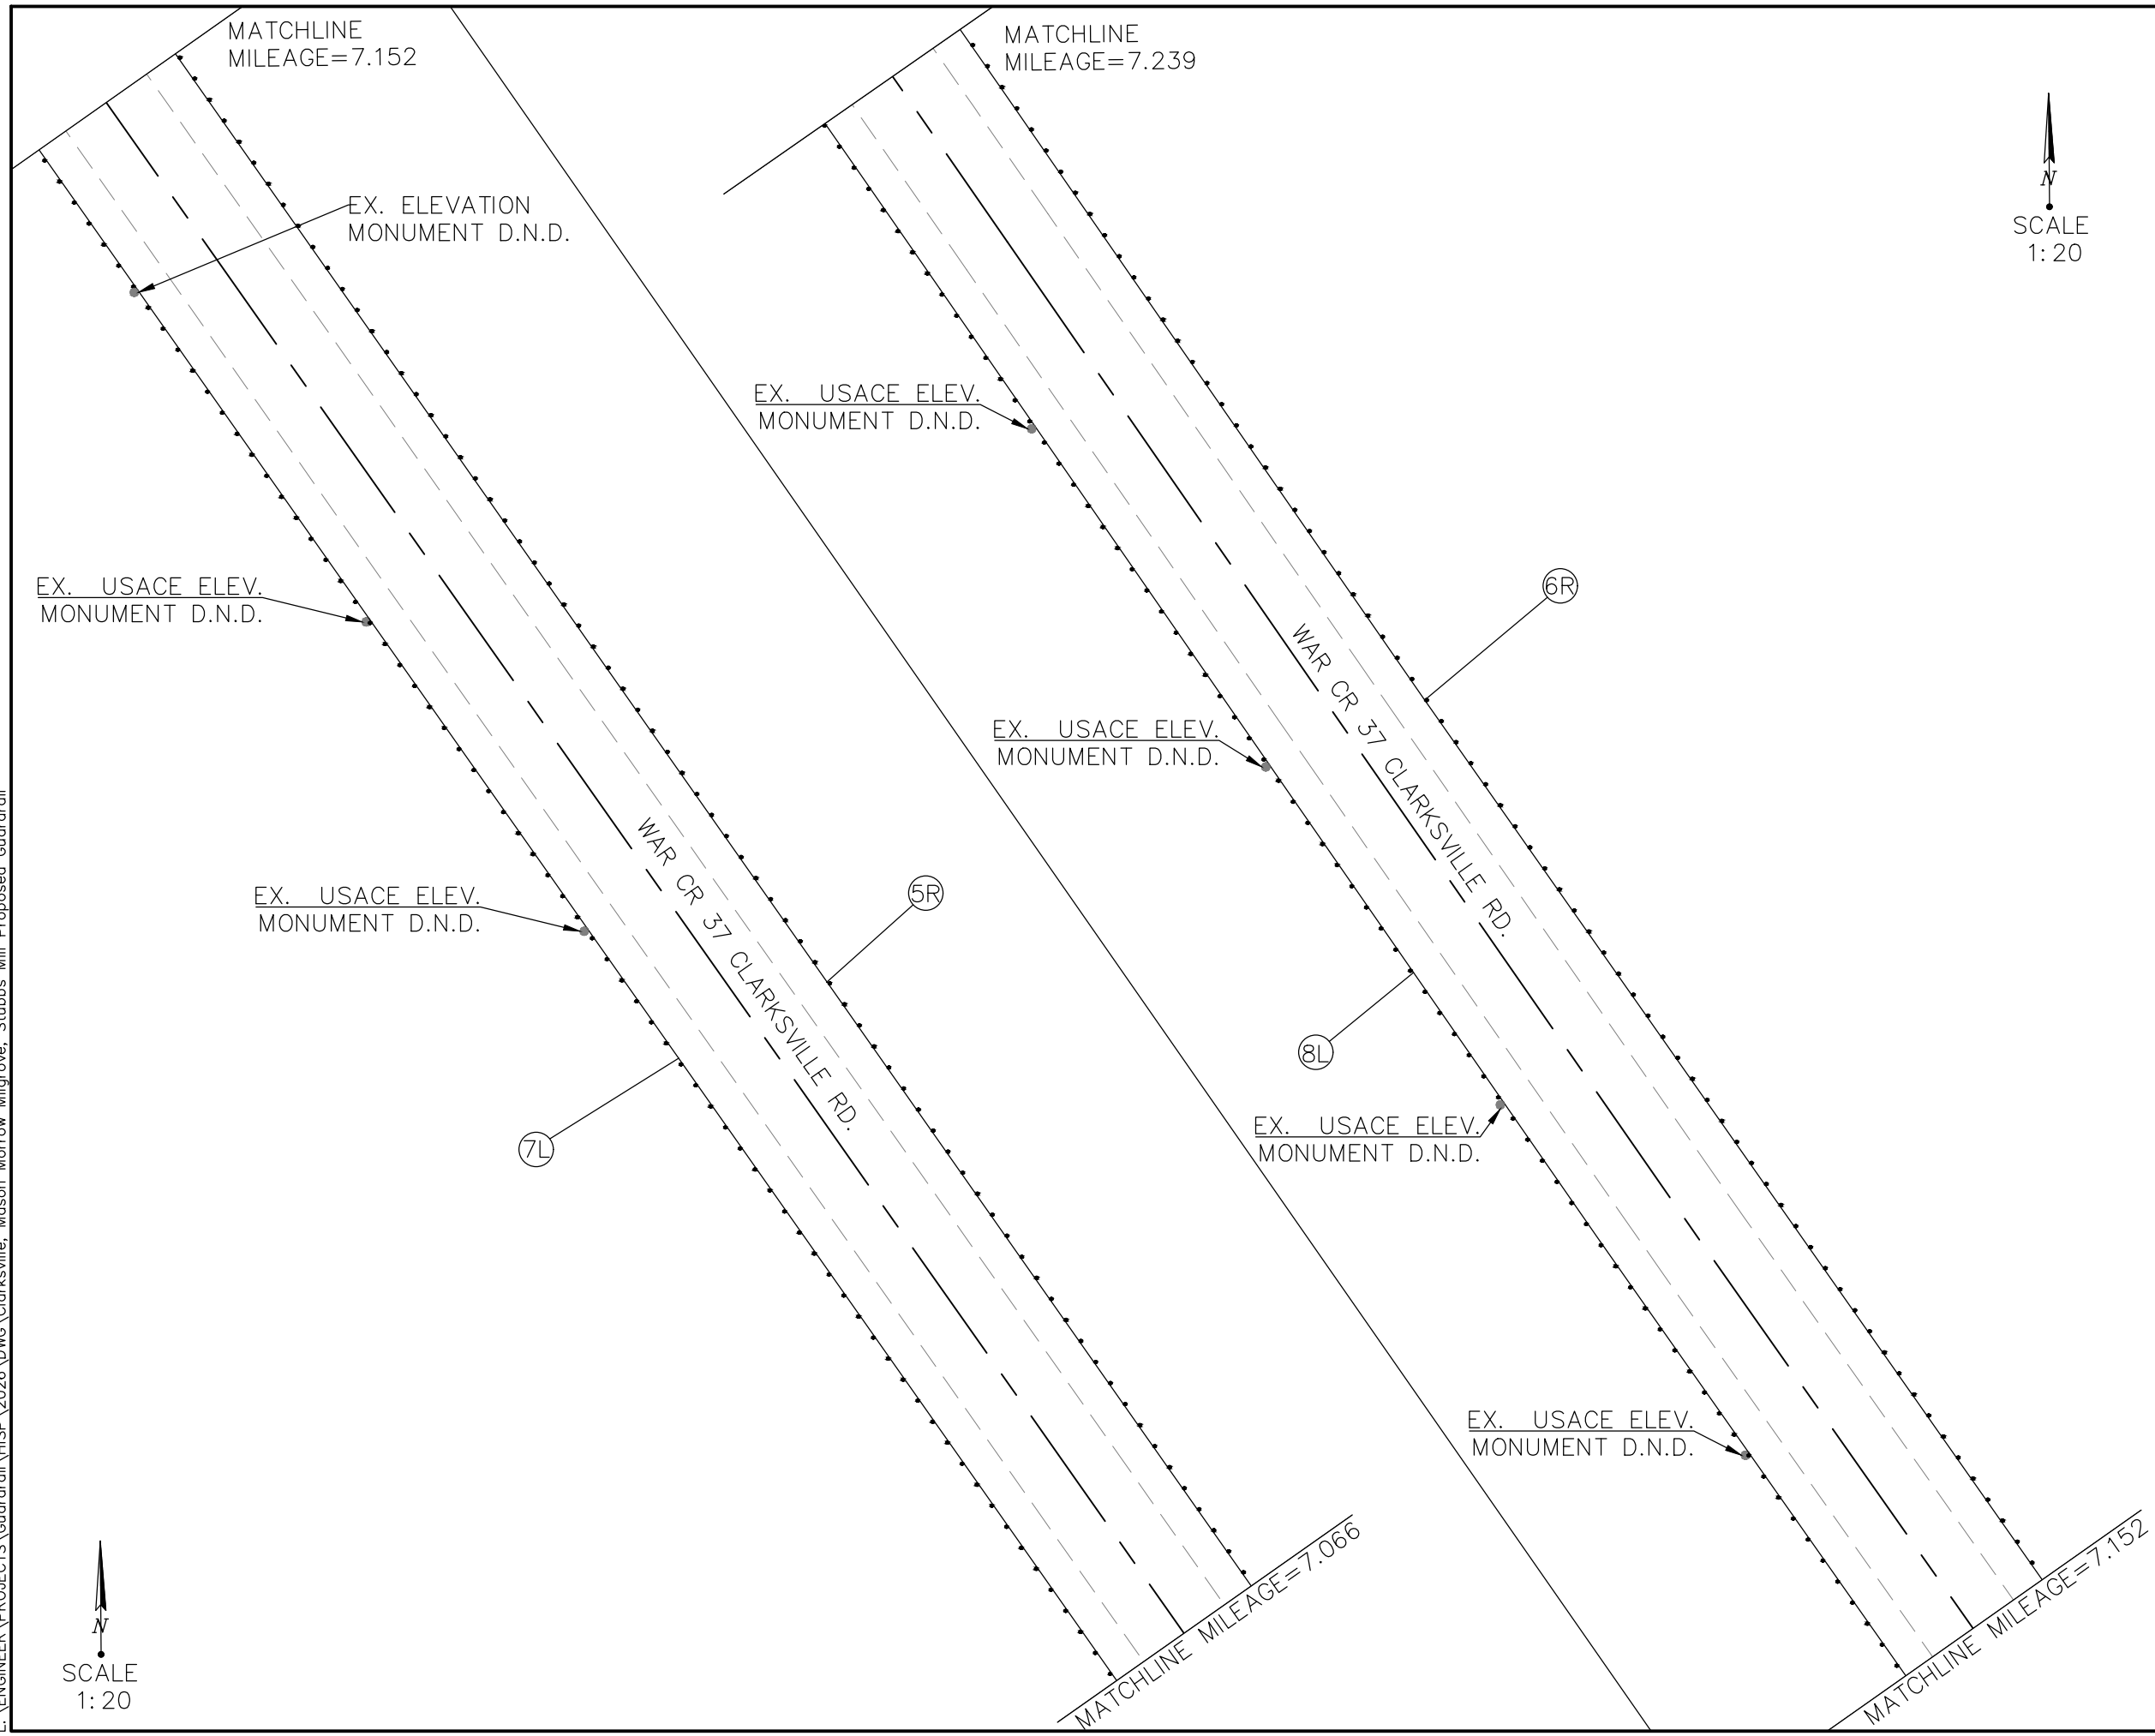 MATCHLINE
MILEAGE=7.152
EX. ELEVATION
MONUMENT D.N.D.
EX. USACE ELEV.
MONUMENT D.N.D.
EX. USACE ELEV.
MONUMENT D.N.D.
WAR CR 37 CLARKSVILLE RD.
5R
7L
MATCHLINE MILEAGE=7.066
N
SCALE
1:20
MATCHLINE
MILEAGE=7.239
N
SCALE
1:20
EX. USACE ELEV.
MONUMENT D.N.D.
6R
WAR CR 37 CLARKSVILLE RD.
EX. USACE ELEV.
MONUMENT D.N.D.
8L
EX. USACE ELEV.
MONUMENT D.N.D.
EX. USACE ELEV.
MONUMENT D.N.D.
MATCHLINE MILEAGE=7.152